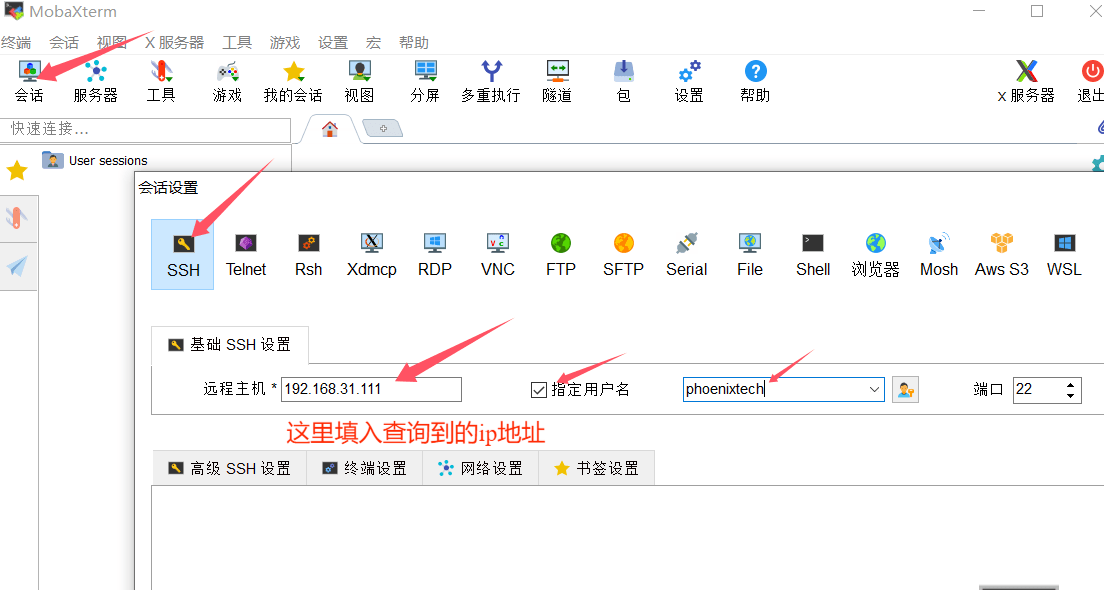 MobaXterm
终端 会话 视图 X 服务器 工具 游戏 设置 宏 帮助
会话 服务器 工具 游戏 我的会话 视图 分屏 多重执行 隧道 包 设置 帮助 X 服务器 退出
快速连接...
User sessions
会话设置
SSH Telnet Rsh Xdmcp RDP VNC FTP SFTP Serial File Shell 浏览器 Mosh Aws S3 WSL
基础 SSH 设置
远程主机 * 192.168.31.111 指定用户名 phoenixtech 端口 22
这里填入查询到的ip地址
高级 SSH 设置 终端设置 网络设置 书签设置